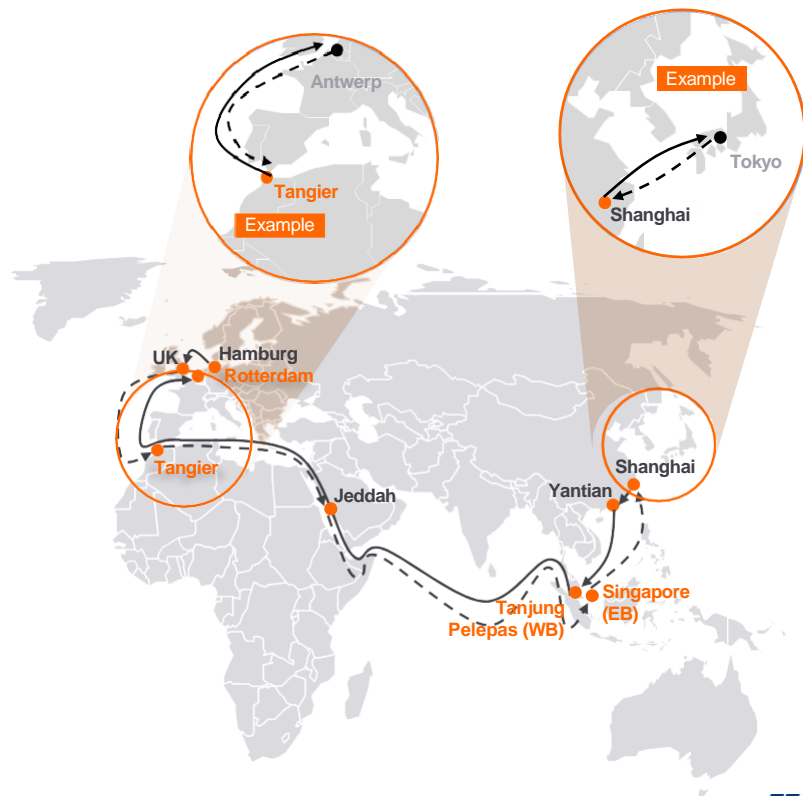 Antwerp
Tangier
Example
Example
Tokyo
Shanghai
UK
Hamburg
Rotterdam
Tangier
Jeddah
Shanghai
Yantian
Tanjung
Pelepas (WB)
Singapore
(EB)